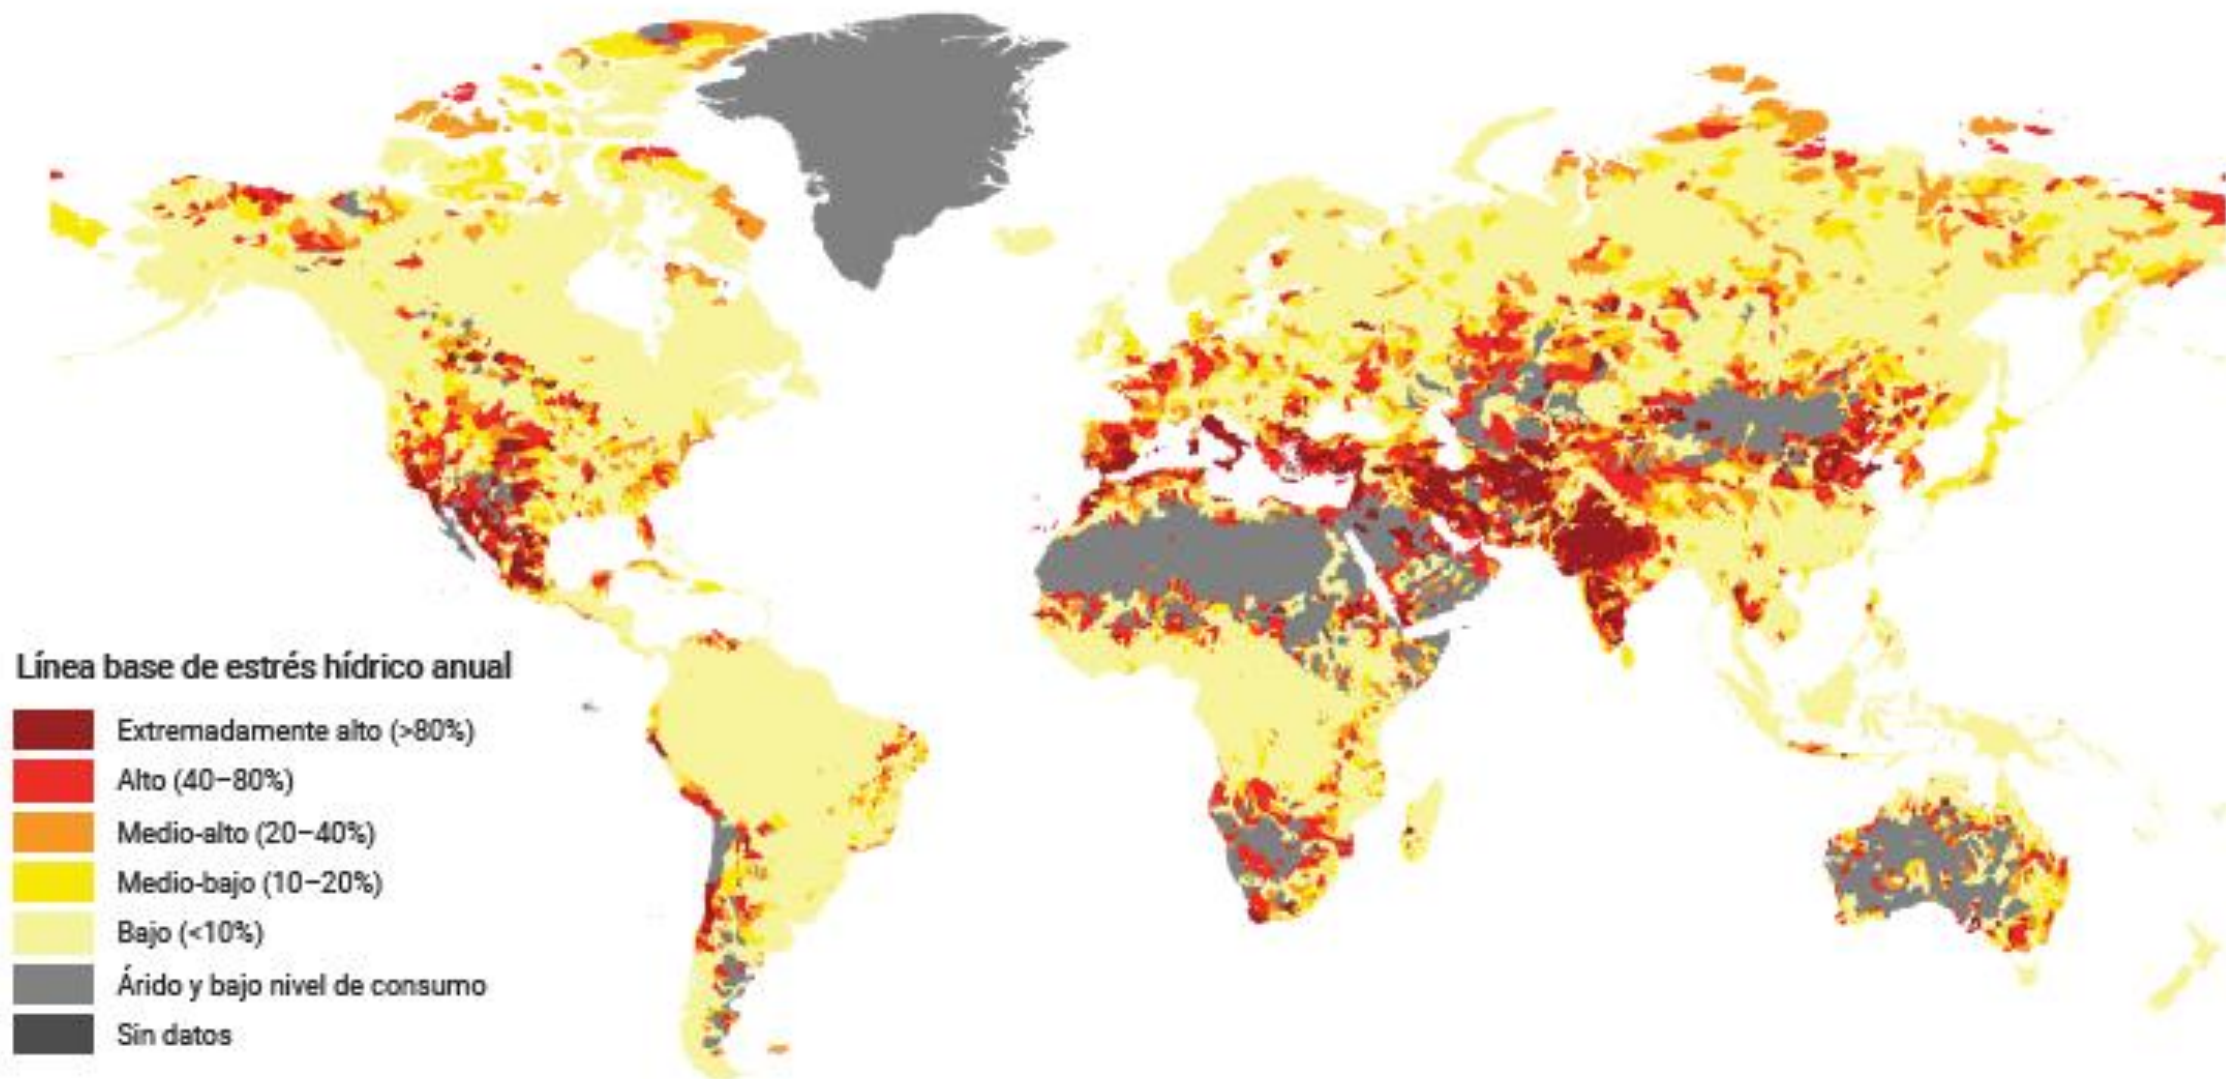 Línea base de estrés hídrico anual
Extremadamente alto (>80%)
Alto (40–80%)
Medio-alto (20–40%)
Medio-bajo (10–20%)
Bajo (<10%)
Árido y bajo nivel de consumo
Sin datos